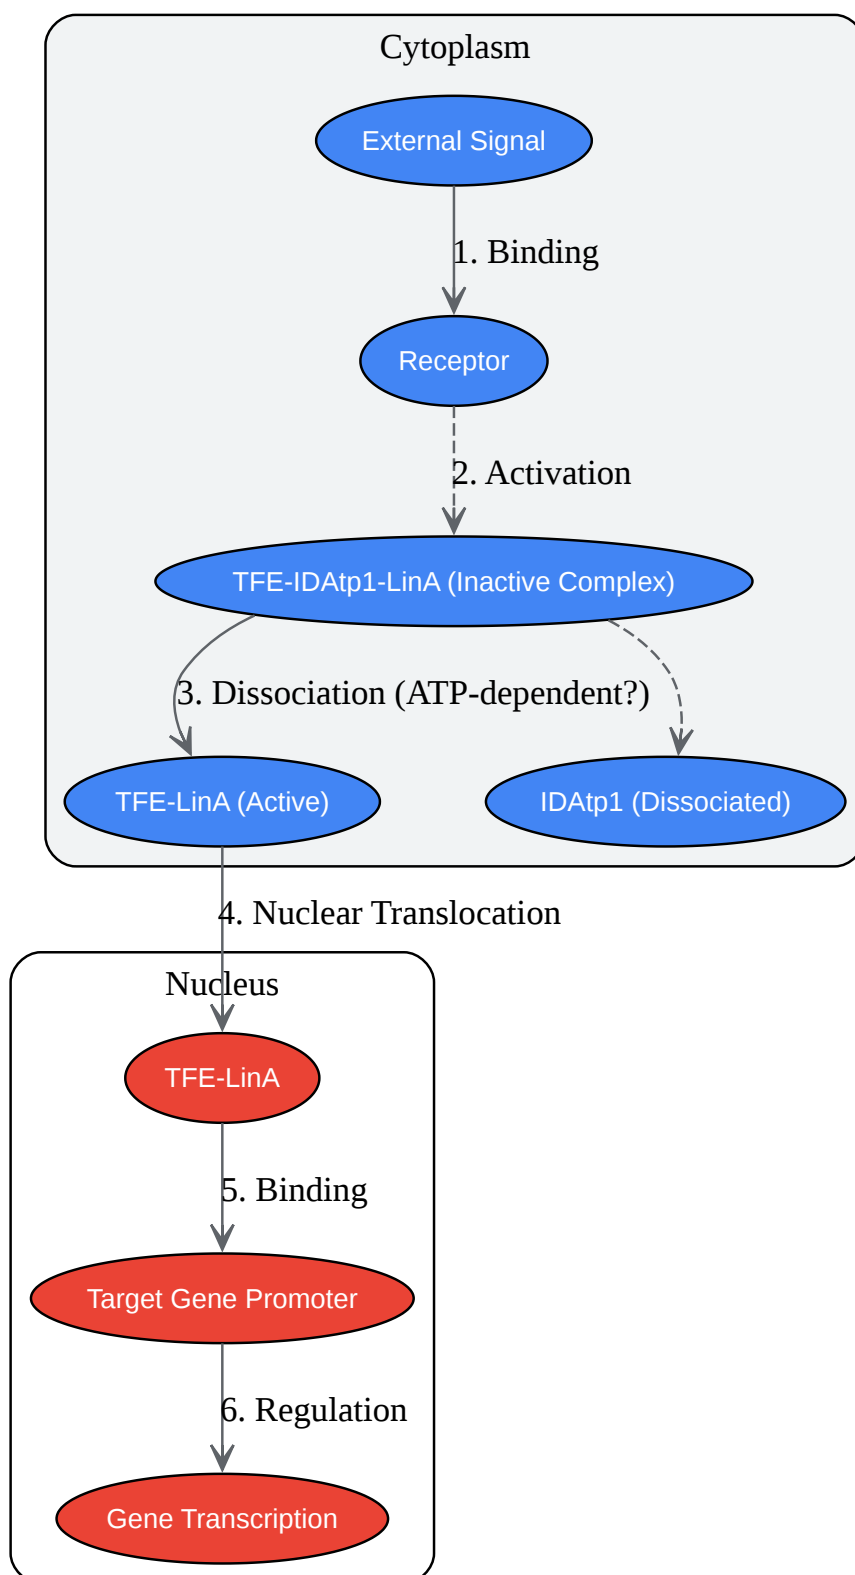 Cytoplasm
External Signal
1. Binding
Receptor
2. Activation
TFE-IDAtp1-LinA (Inactive Complex)
3. Dissociation (ATP-dependent?)
TFE-LinA (Active)
IDAtp1 (Dissociated)
4. Nuclear Translocation
Nucleus
TFE-LinA
5. Binding
Target Gene Promoter
6. Regulation
Gene Transcription